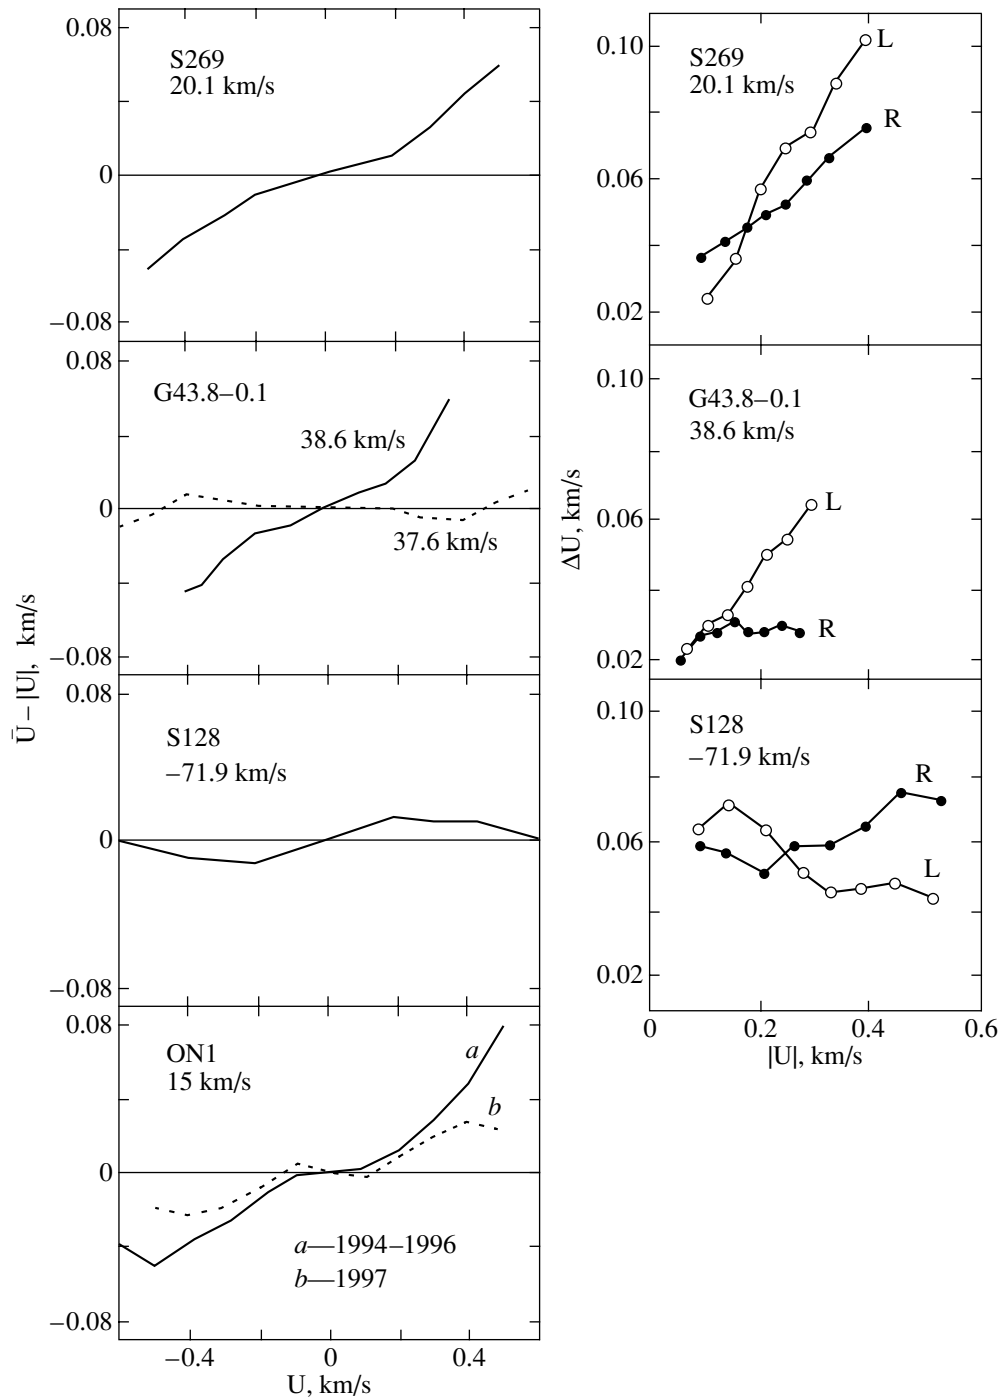 0.08
S269
20.1 km/s
0
−0.08
0.08
G43.8−0.1
38.6 km/s
0
37.6 km/s
−0.08
0.08
S128
−71.9 km/s
0
−0.08
0.08
ON1
15 km/s
a
b
0
a—1994−1996
b—1997
−0.08
−0.4
0
0.4
U, km/s
Ū − |U|, km/s
0.10
S269
20.1 km/s
L
R
0.06
0.02
0.10
G43.8−0.1
38.6 km/s
L
0.06
R
0.02
ΔU, km/s
0.10
S128
−71.9 km/s
R
0.06
L
0.02
0
0.2
0.4
0.6
|U|, km/s